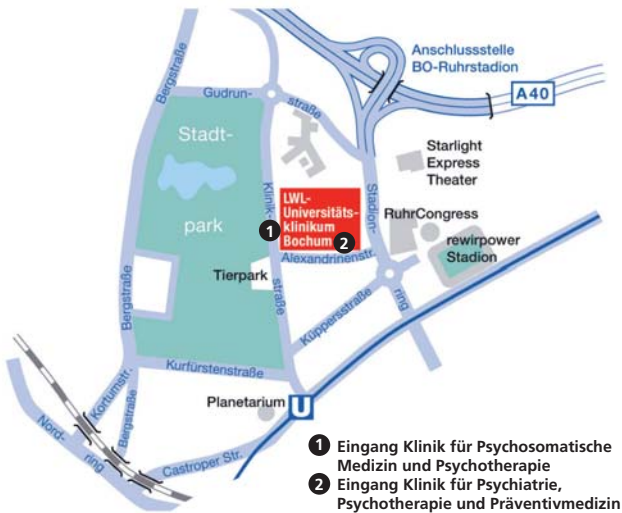 Anschlussstelle
BO-Ruhrstadion
A40
Bergstraße
Gudrun-
straße
Stadt-
park
Starlight
Express
Theater
Klinik-
straße
LWL-
Universitäts-
klinikum
Bochum
1
2
Stadion-
ring
RuhrCongress
rewirpower
Stadion
Alexandrinenstr.
Tierpark
Bergstraße
Küppersstraße
Kurfürstenstraße
Kortumstr.
Bergstraße
Planetarium
U
Nord-
ring
Castroper Str.
1 Eingang Klinik für Psychosomatische
Medizin und Psychotherapie
2 Eingang Klinik für Psychiatrie,
Psychotherapie und Präventivmedizin